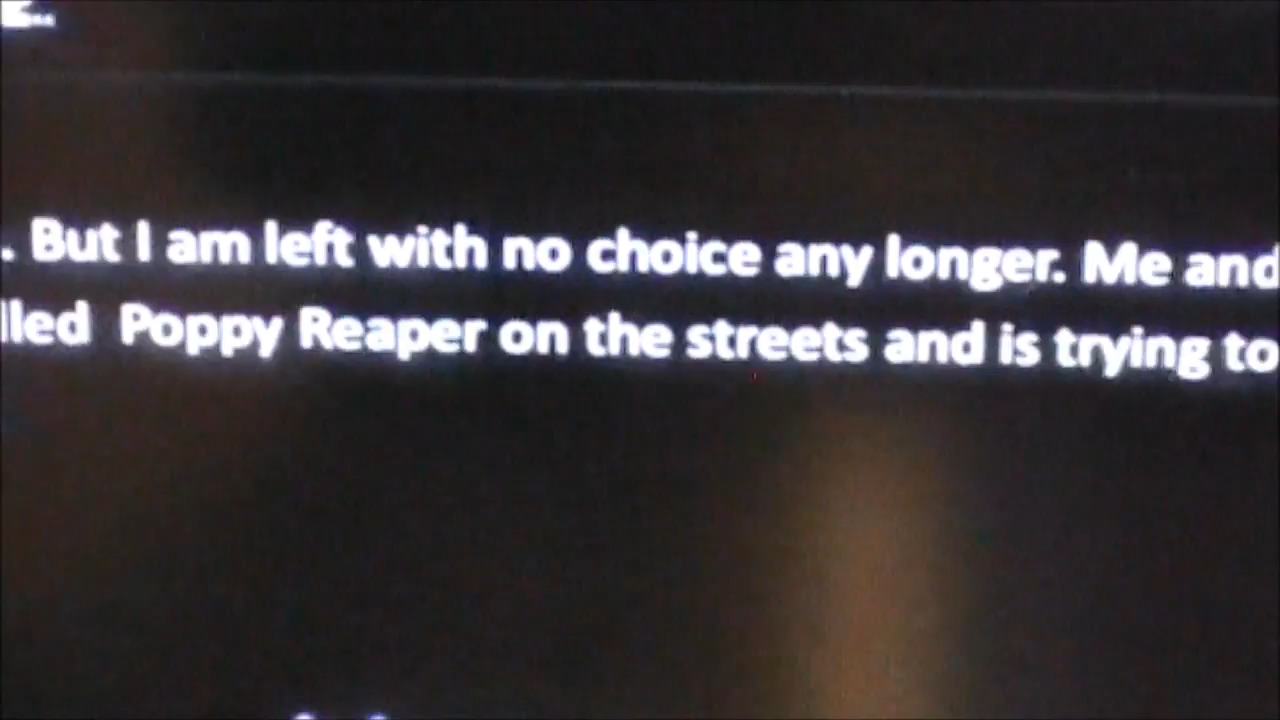 . But I am left with no choice any longer. Me and
lled  Poppy Reaper on the streets and is trying to